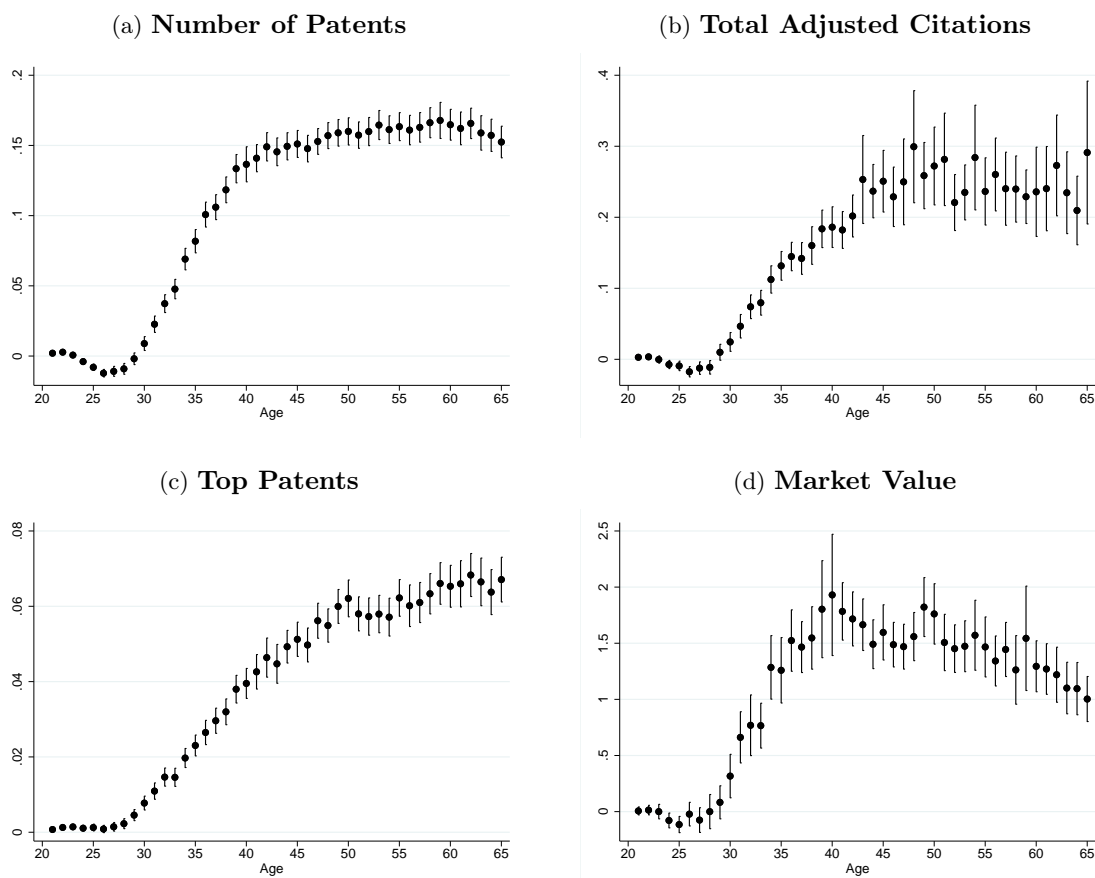 (a) Number of Patents
0
.05
.1
.15
.2
20 25 30 35 40 45 50 55 60 65
Age
(b) Total Adjusted Citations
0
.1
.2
.3
.4
20 25 30 35 40 45 50 55 60 65
Age
(c) Top Patents
0
.02
.04
.06
.08
20 25 30 35 40 45 50 55 60 65
Age
(d) Market Value
0
.5
1
1.5
2
2.5
20 25 30 35 40 45 50 55 60 65
Age